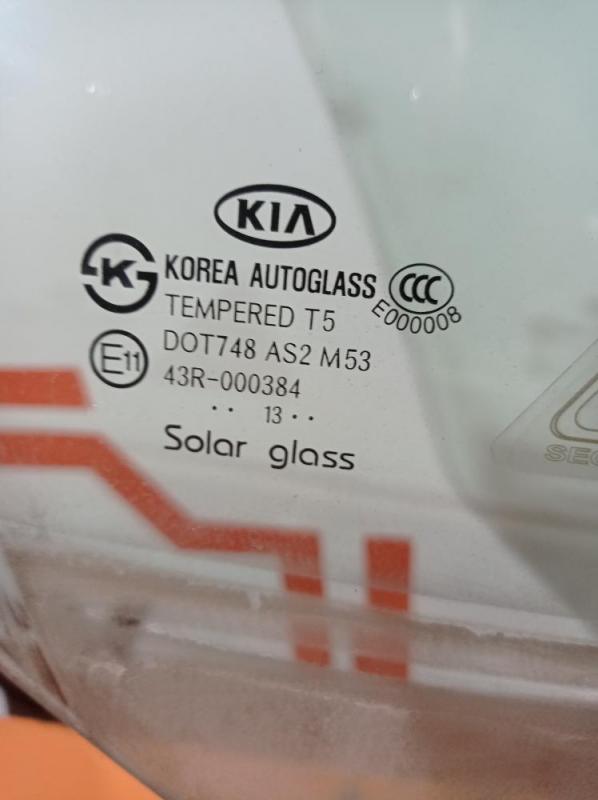 KIA
K
KOREA AUTOGLASS
CCC
E000008
TEMPERED T5
DOT748 AS2 M53
E11
43R-000384
·· 13 ··
Solar glass